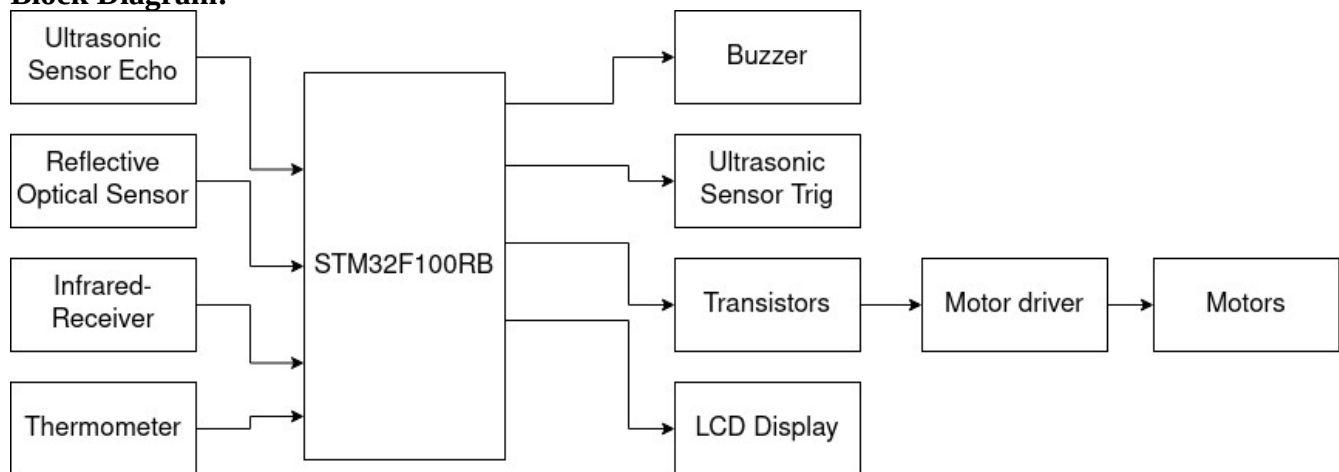 Block Diagram:
Ultrasonic
Sensor Echo
Reflective
Optical Sensor
Infrared-
Receiver
Thermometer
STM32F100RB
Buzzer
Ultrasonic
Sensor Trig
Transistors
Motor driver
Motors
LCD Display